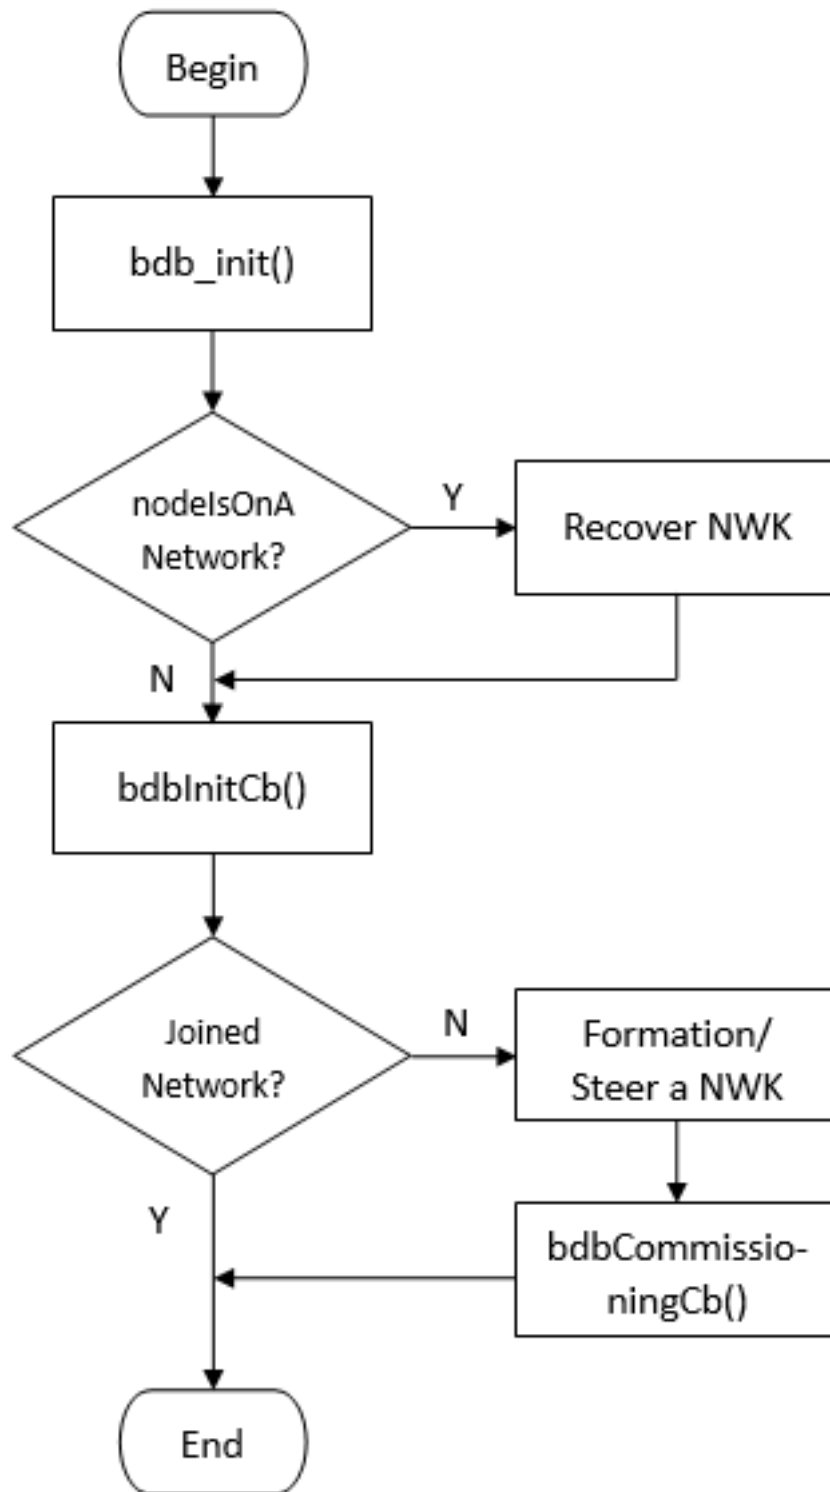 Begin
bdb_init()
nodeIsOnA
Network?
Y
Recover NWK
N
bdbInitCb()
Joined
Network?
N
Formation/
Steer a NWK
Y
bdbCommissio-
ningCb()
End